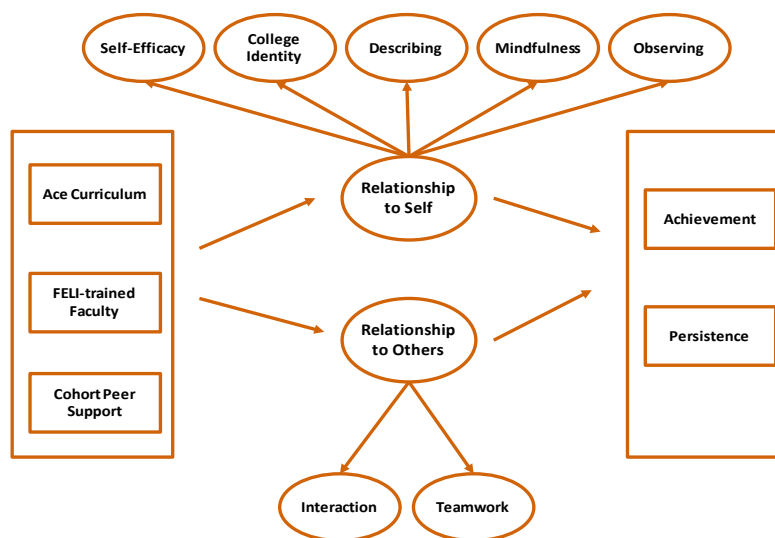 Self-Efficacy
College
Identity
Describing
Mindfulness
Observing
Ace Curriculum
FELI-trained
Faculty
Cohort Peer
Support
Relationship
to Self
Relationship
to Others
Achievement
Persistence
Interaction
Teamwork